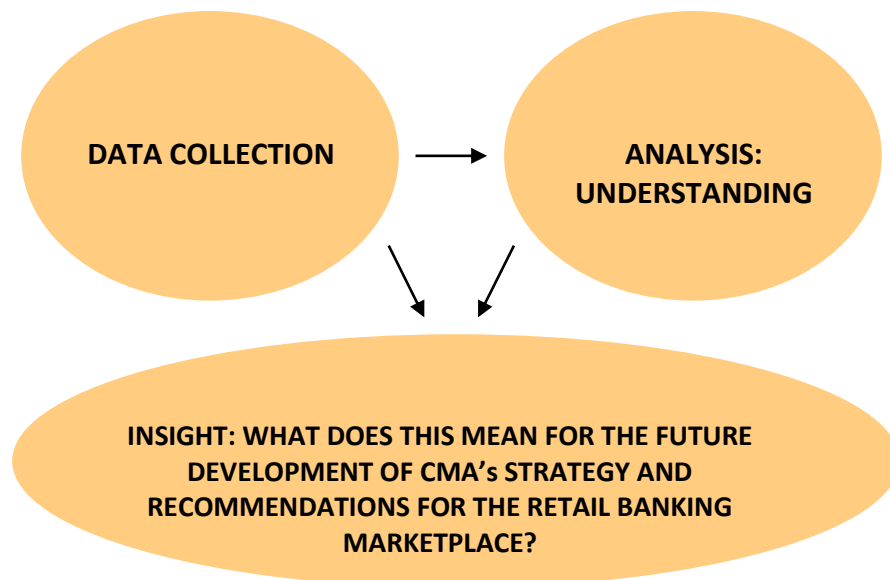 DATA COLLECTION
ANALYSIS:
UNDERSTANDING
INSIGHT: WHAT DOES THIS MEAN FOR THE FUTURE
DEVELOPMENT OF CMA’s STRATEGY AND
RECOMMENDATIONS FOR THE RETAIL BANKING
MARKETPLACE?